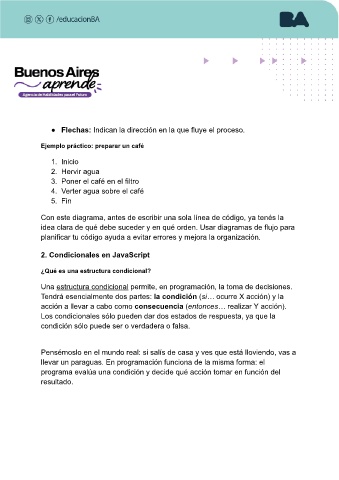 /educacionBA
BA
Buenos Aires
aprende
Agencia de Habilidades para el Futuro
● Flechas: Indican la dirección en la que fluye el proceso.
Ejemplo práctico: preparar un café
1. Inicio
2. Hervir agua
3. Poner el café en el filtro
4. Verter agua sobre el café
5. Fin
Con este diagrama, antes de escribir una sola línea de código, ya tenés la
idea clara de qué debe suceder y en qué orden. Usar diagramas de flujo para
planificar tu código ayuda a evitar errores y mejora la organización.
2. Condicionales en JavaScript
¿Qué es una estructura condicional?
Una estructura condicional permite, en programación, la toma de decisiones.
Tendrá esencialmente dos partes: la condición (si… ocurre X acción) y la
acción a llevar a cabo como consecuencia (entonces… realizar Y acción).
Los condicionales sólo pueden dar dos estados de respuesta, ya que la
condición sólo puede ser o verdadera o falsa.
Pensémoslo en el mundo real: si salís de casa y ves que está lloviendo, vas a
llevar un paraguas. En programación funciona de la misma forma: el
programa evalúa una condición y decide qué acción tomar en función del
resultado.